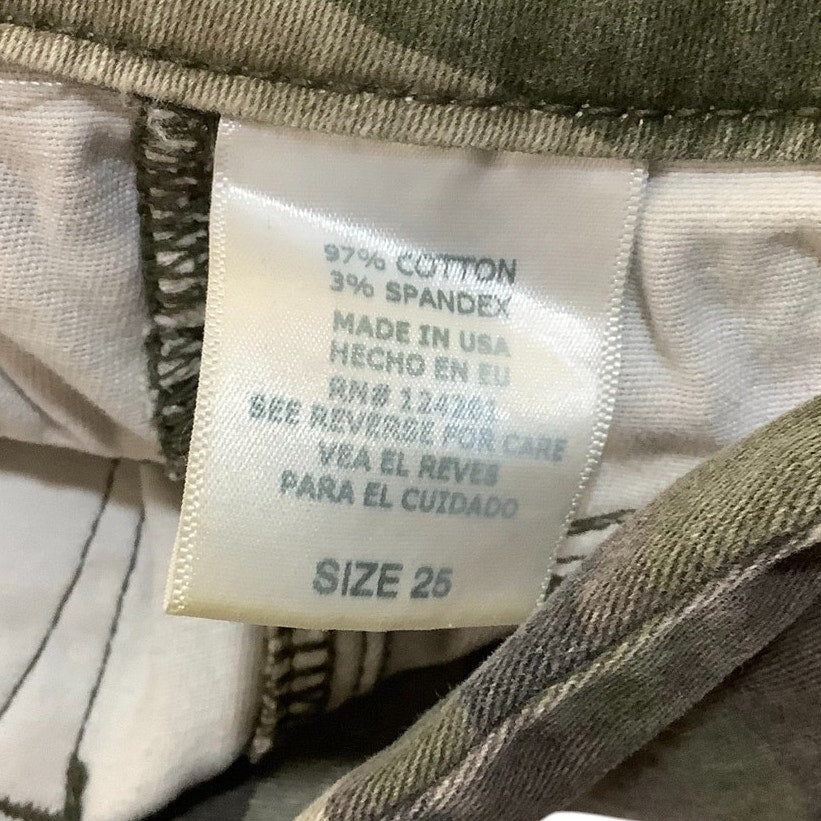 97% COTTON
3% SPANDEX
MADE IN USA
HECHO EN EU
RN#
SEE REVERSE FOR CARE
VEA EL REVES
PARA EL CUIDADO
SIZE 25